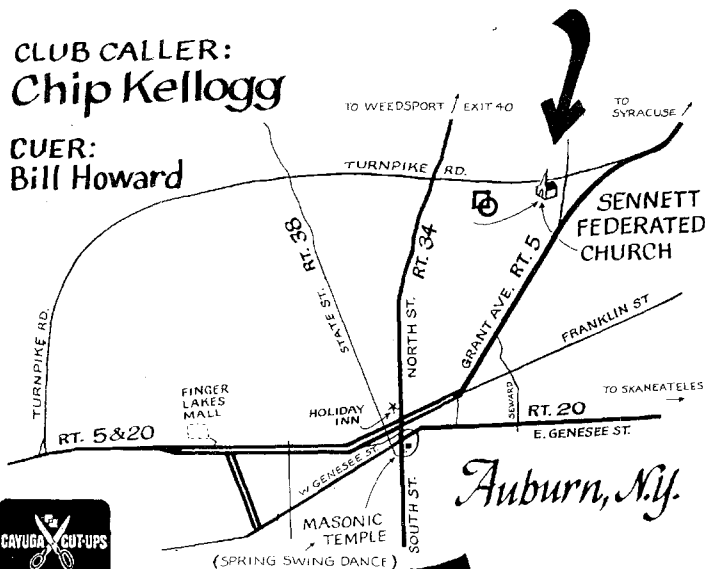 CLUB CALLER:
Chip Kellogg
CUER:
Bill Howard
TO WEEDSPORT
EXIT 40
TO
SYRACUSE
TURNPIKE RD.
SENNETT
FEDERATED
CHURCH
STATE ST. RT. 38
RT. 34
NORTH ST.
GRANT AVE. RT. 5
FRANKLIN ST
TURNPIKE RD.
FINGER
LAKES
MALL
HOLIDAY
INN
SEWARD
TO SKANEATELES
RT. 20
E. GENESEE ST.
RT. 5&20
W. GENESEE ST.
Auburn, N.Y.
MASONIC
TEMPLE
(SPRING SWING DANCE)
SOUTH ST.
CAYUGA CUT-UPS